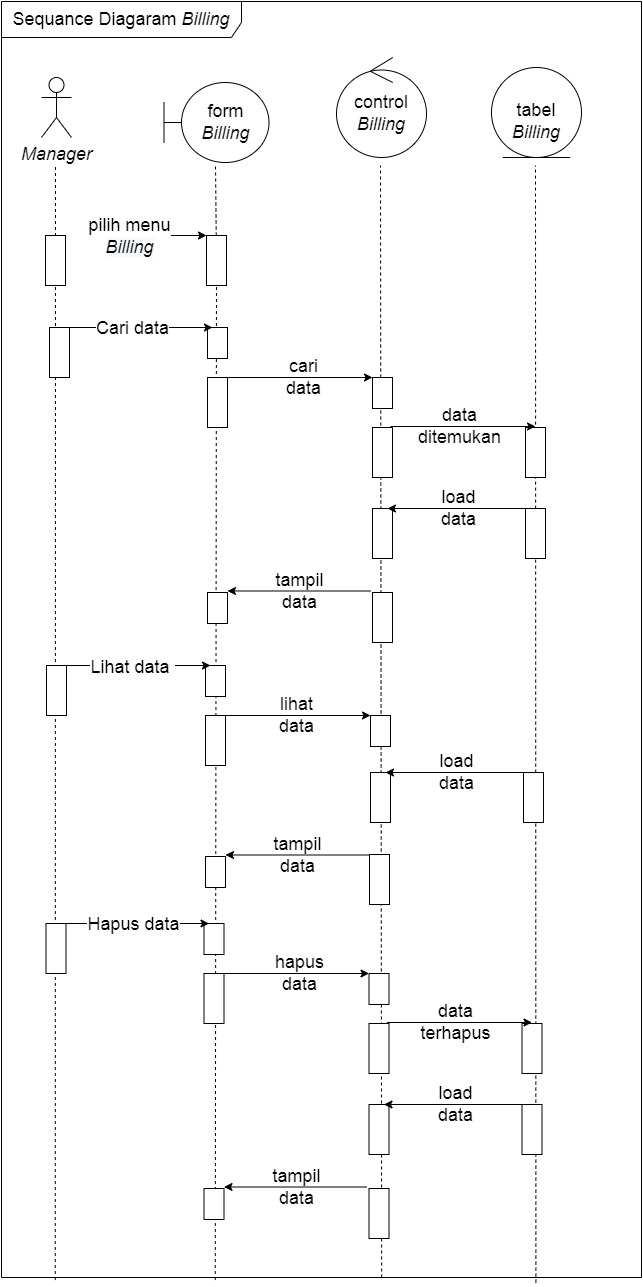 Sequance Diagaram Billing
form
Billing
control
Billing
tabel
Billing
Manager
pilih menu
Billing
Cari data
cari
data
data
ditemukan
load
data
tampil
data
Lihat data
lihat
data
load
data
tampil
data
Hapus data
hapus
data
data
terhapus
load
data
tampil
data